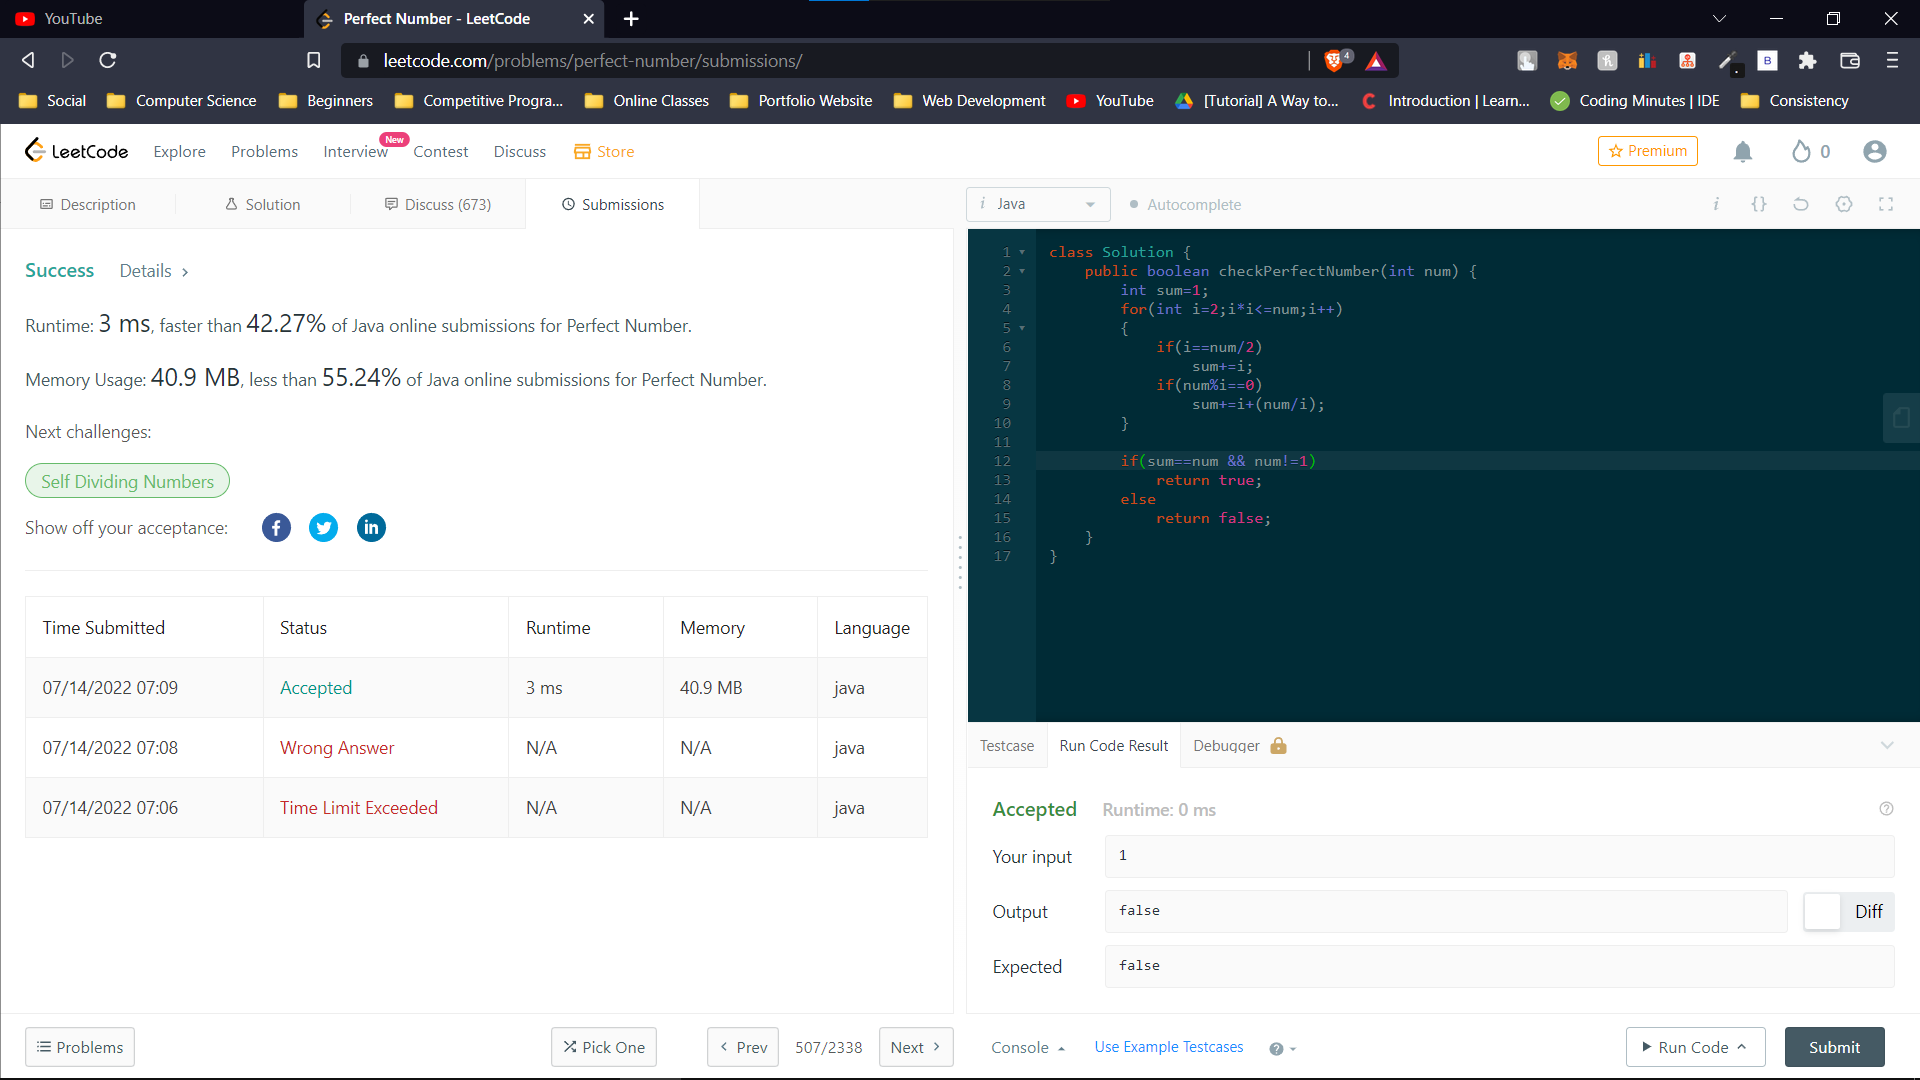 YouTube
Perfect Number - LeetCode
leetcode.com/problems/perfect-number/submissions/
4
B
Social
Computer Science
Beginners
Competitive Progra...
Online Classes
Portfolio Website
Web Development
YouTube
[Tutorial] A Way to...
Introduction | Learn...
Coding Minutes | IDE
Consistency
LeetCode
Explore
Problems
Interview
New
Contest
Discuss
Store
Premium
0
Description
Solution
Discuss (673)
Submissions
i Java
Autocomplete
i
{}
Success
Details
Runtime: 3 ms, faster than 42.27% of Java online submissions for Perfect Number.
Memory Usage: 40.9 MB, less than 55.24% of Java online submissions for Perfect Number.
Next challenges:
Self Dividing Numbers
Show off your acceptance:
f
in
Time Submitted Status Runtime Memory Language
07/14/2022 07:09 Accepted 3 ms 40.9 MB java
07/14/2022 07:08 Wrong Answer N/A N/A java
07/14/2022 07:06 Time Limit Exceeded N/A N/A java
1 class Solution {
2 public boolean checkPerfectNumber(int num) {
3 int sum=1;
4 for(int i=2;i*i<=num;i++)
5 {
6 if(i==num/2)
7 sum+=i;
8 if(num%i==0)
9 sum+=i+(num/i);
10 }
11
12 if(sum==num && num!=1)
13 return true;
14 else
15 return false;
16 }
17 }
Testcase
Run Code Result
Debugger
Accepted
Runtime: 0 ms
?
Your input
1
Output
false
Diff
Expected
false
Problems
Pick One
Prev
507/2338
Next
Console
Use Example Testcases
?
Run Code
Submit